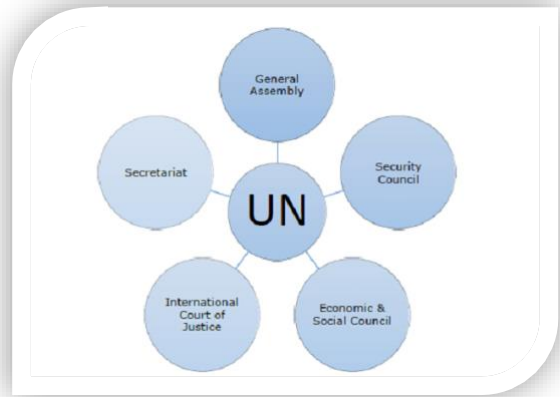 General
Assembly
Security
Council
Economic &
Social Council
International
Court of
Justice
Secretariat
UN